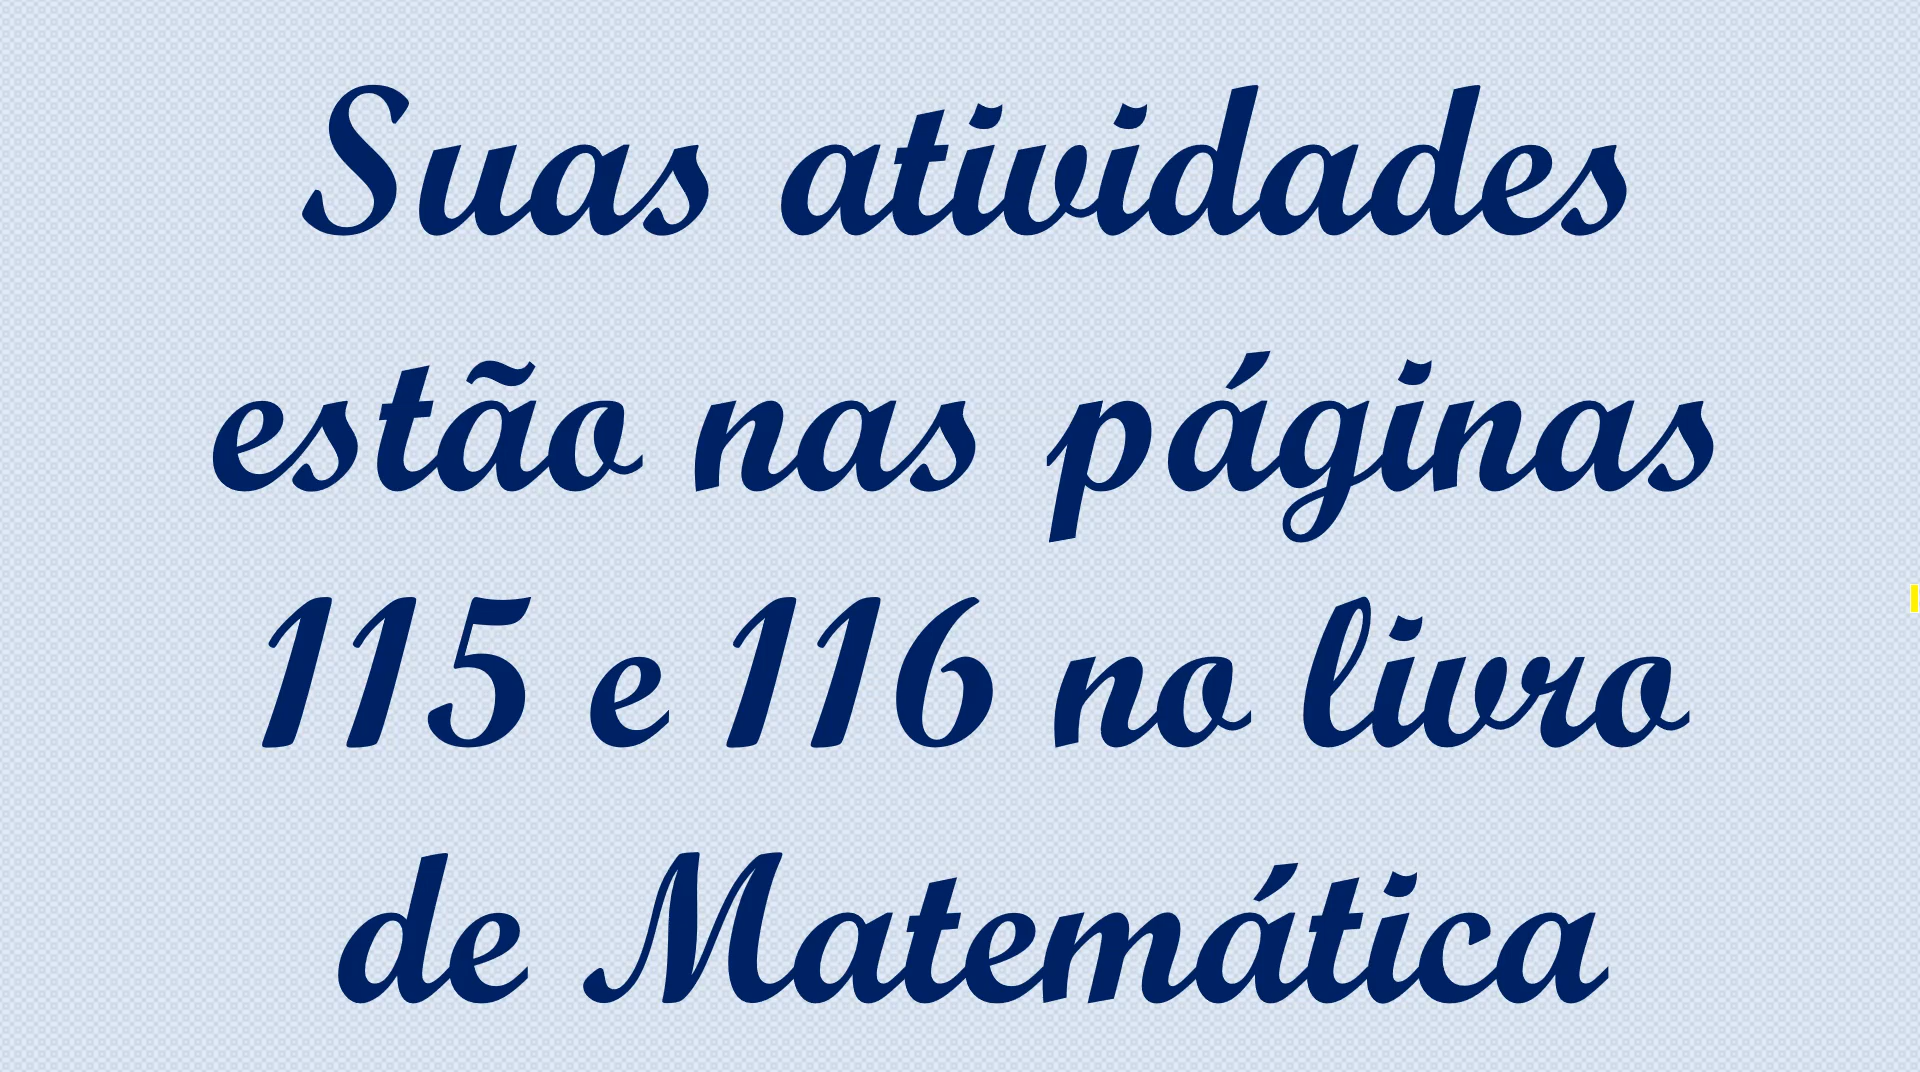 Suas atividades
estão nas páginas
115 e 116 no livro
de Matemática